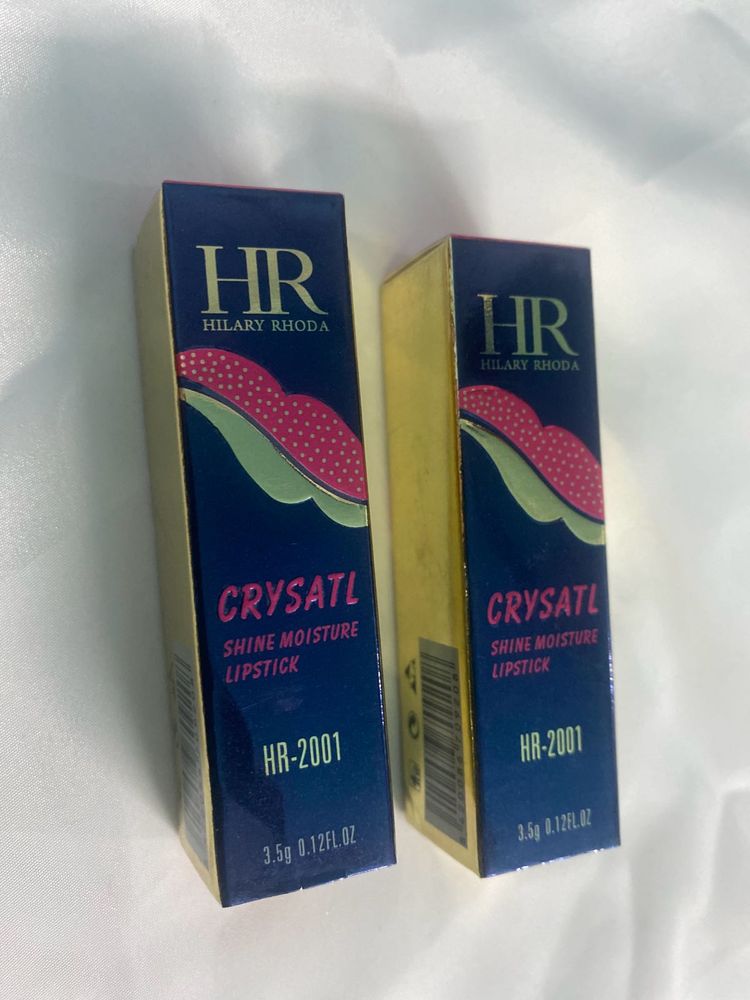 HR
HILARY RHODA
CRYSATL
SHINE MOISTURE
LIPSTICK
HR-2001
3.5g 0.12FL.OZ
HR
HILARY RHODA
CRYSATL
SHINE MOISTURE
LIPSTICK
HR-2001
3.5g 0.12FL.OZ